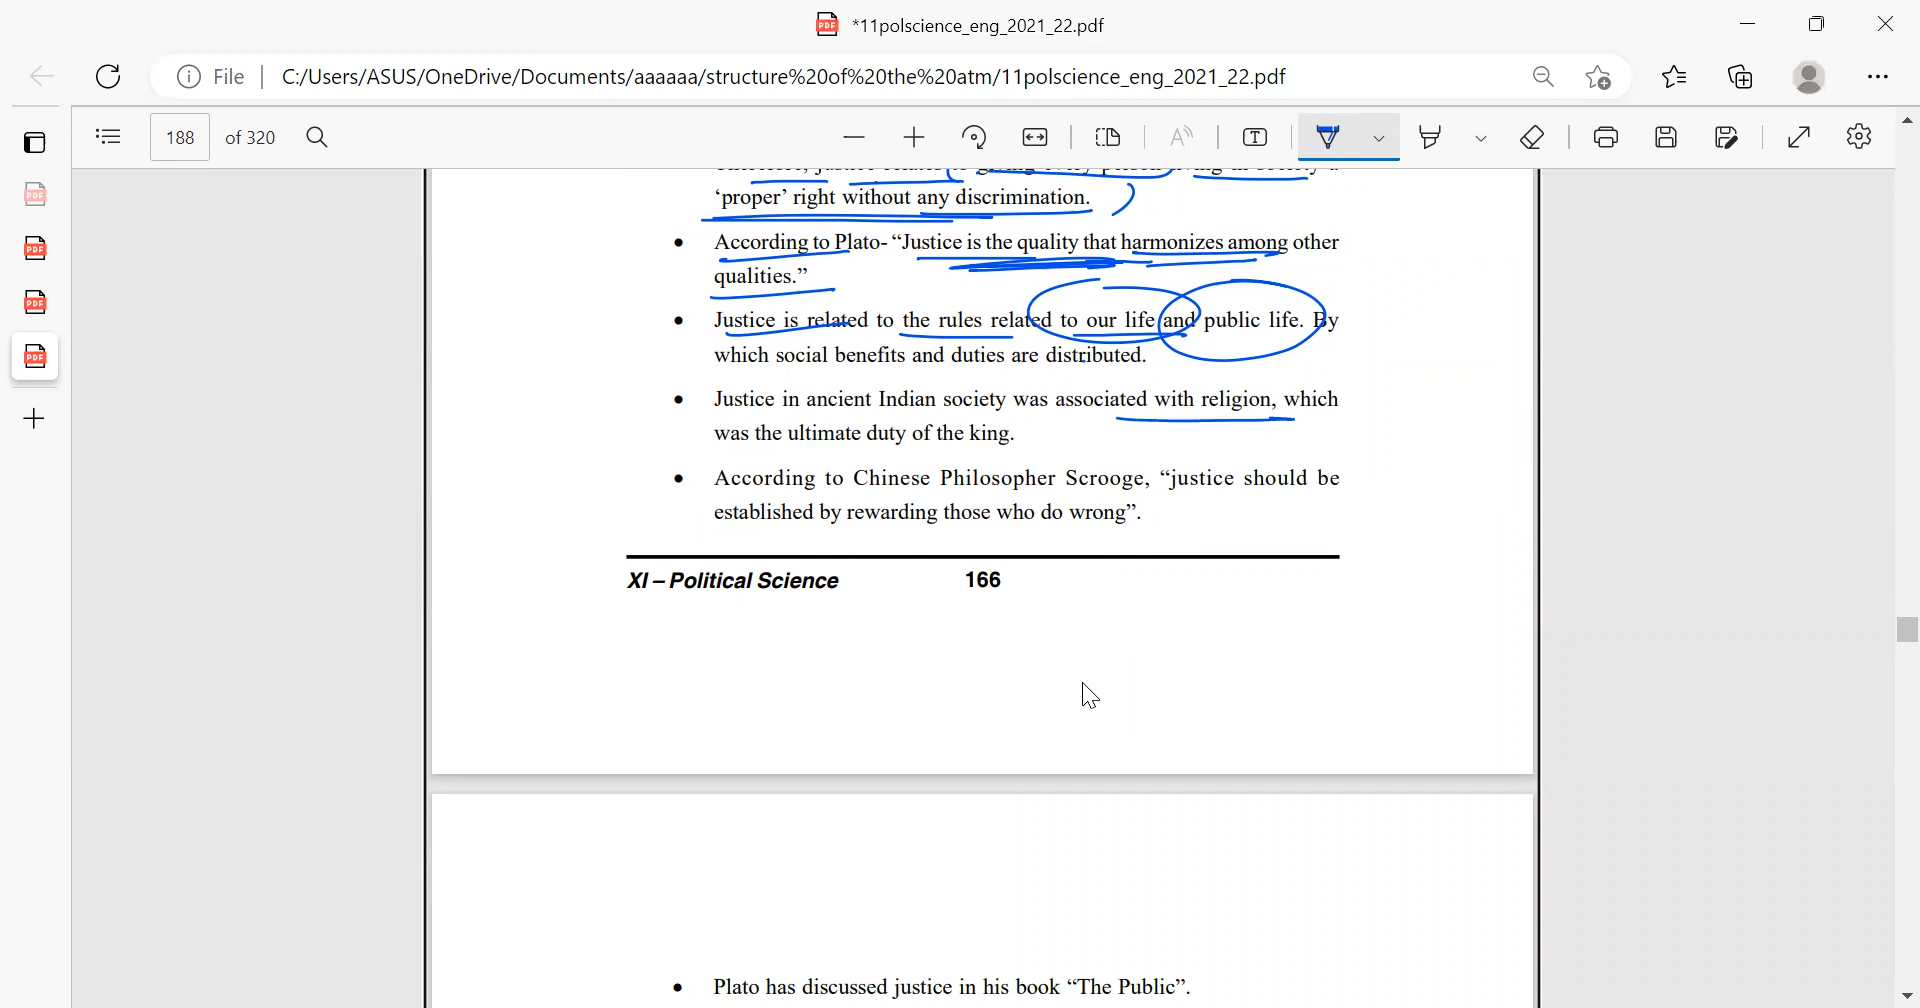 *11polscience_eng_2021_22.pdf
File
C:/Users/ASUS/OneDrive/Documents/aaaaaa/structure%20of%20the%20atm/11polscience_eng_2021_22.pdf
188 of 320
'proper' right without any discrimination.
• According to Plato- “Justice is the quality that harmonizes among other
qualities.”
• Justice is related to the rules related to our life and public life. By
which social benefits and duties are distributed.
• Justice in ancient Indian society was associated with religion, which
was the ultimate duty of the king.
• According to Chinese Philosopher Scrooge, “justice should be
established by rewarding those who do wrong”.
XI – Political Science 166
• Plato has discussed justice in his book “The Public”.